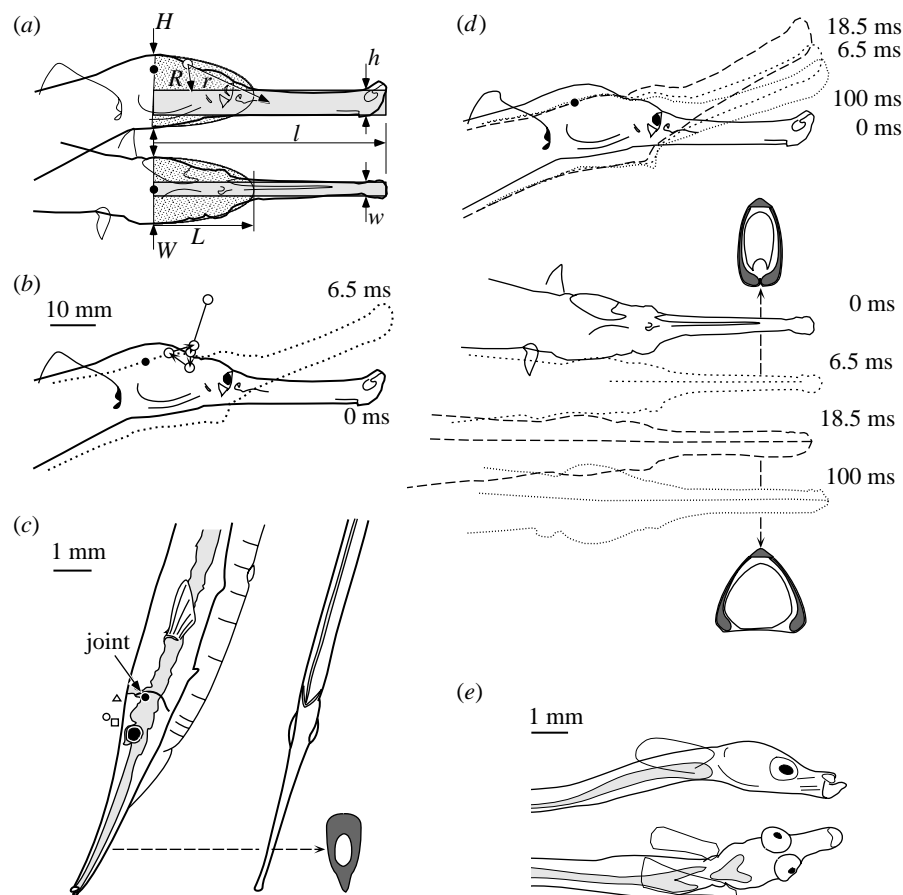 (a)
H
h
R
r
l
L
w
W
(b)
10 mm
6.5 ms
0 ms
(c)
1 mm
joint
(d)
18.5 ms
6.5 ms
100 ms
0 ms
0 ms
6.5 ms
18.5 ms
100 ms
(e)
1 mm